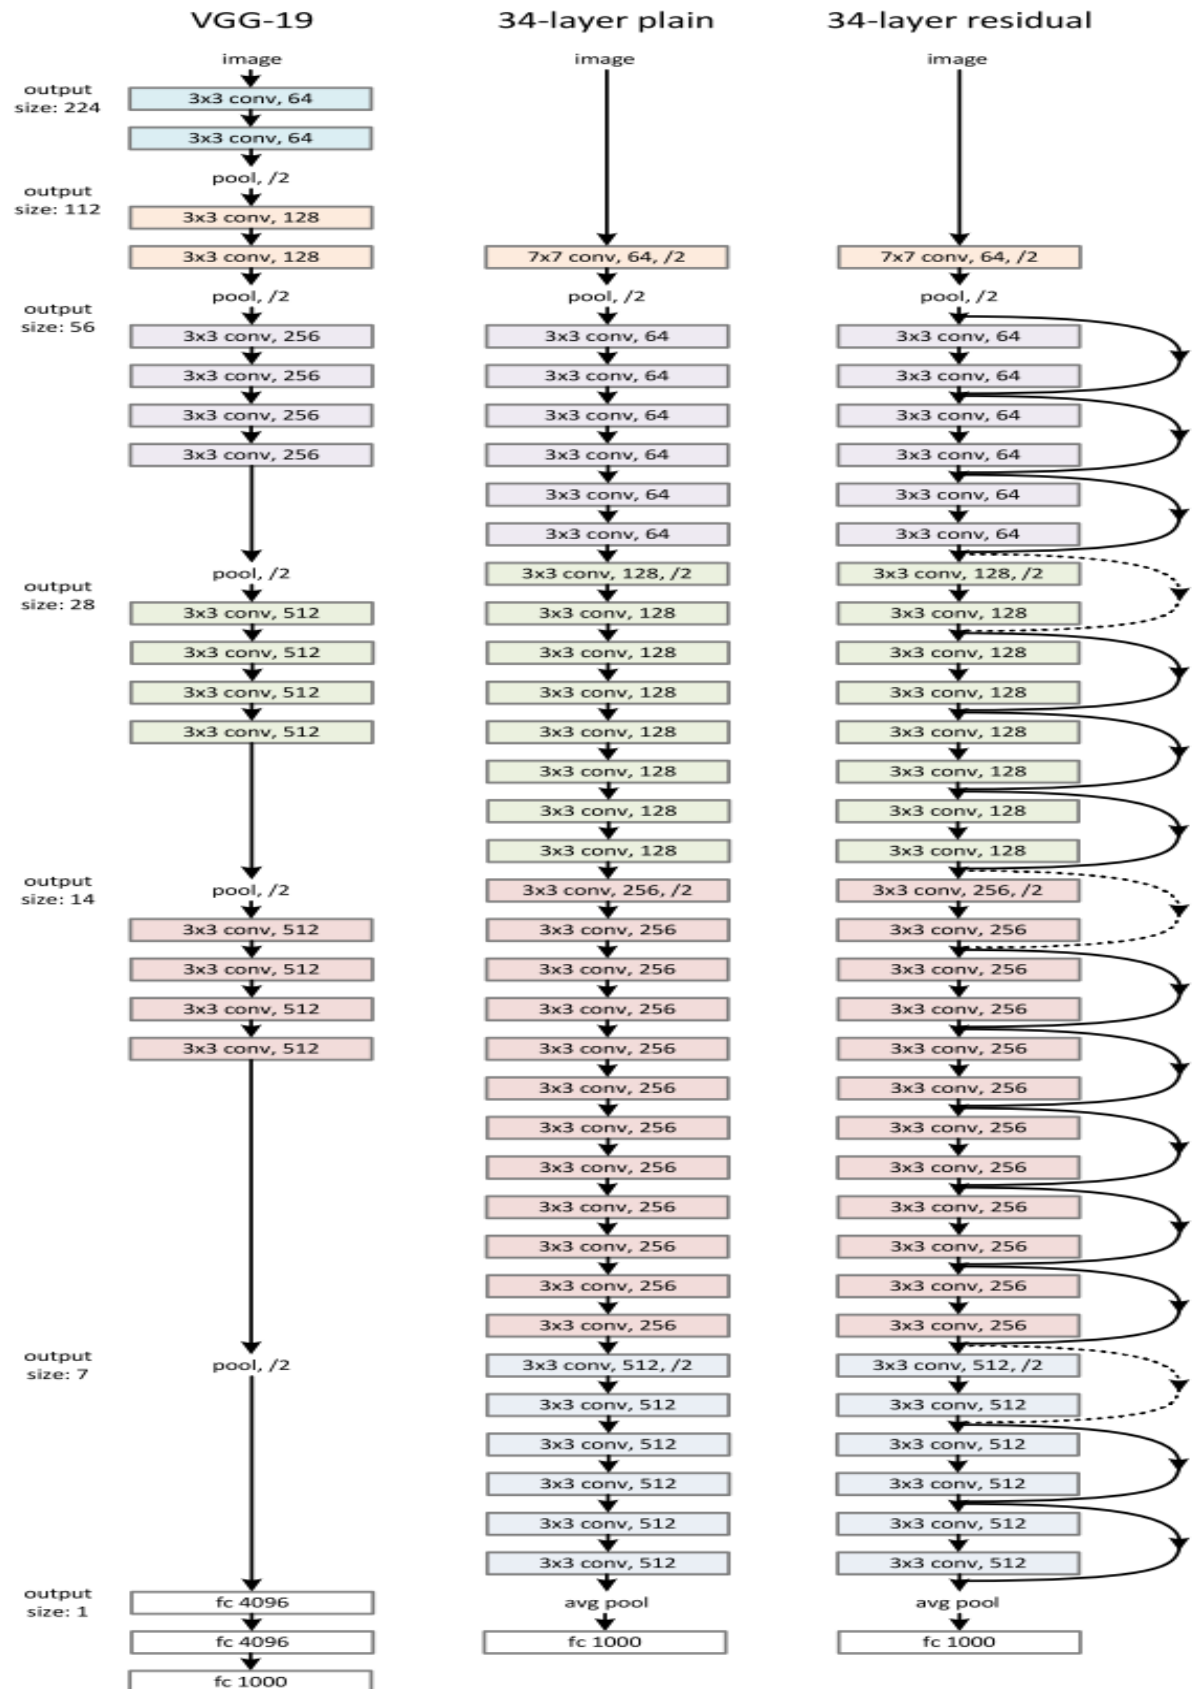 output
size: 224
output
size: 112
output
size: 56
output
size: 28
output
size: 14
output
size: 7
output
size: 1
VGG-19
image
3x3 conv, 64
3x3 conv, 64
pool, /2
3x3 conv, 128
3x3 conv, 128
pool, /2
3x3 conv, 256
3x3 conv, 256
3x3 conv, 256
3x3 conv, 256
pool, /2
3x3 conv, 512
3x3 conv, 512
3x3 conv, 512
3x3 conv, 512
pool, /2
3x3 conv, 512
3x3 conv, 512
3x3 conv, 512
3x3 conv, 512
pool, /2
fc 4096
fc 4096
fc 1000
34-layer plain
image
7x7 conv, 64, /2
pool, /2
3x3 conv, 64
3x3 conv, 64
3x3 conv, 64
3x3 conv, 64
3x3 conv, 64
3x3 conv, 64
3x3 conv, 128, /2
3x3 conv, 128
3x3 conv, 128
3x3 conv, 128
3x3 conv, 128
3x3 conv, 128
3x3 conv, 128
3x3 conv, 128
3x3 conv, 256, /2
3x3 conv, 256
3x3 conv, 256
3x3 conv, 256
3x3 conv, 256
3x3 conv, 256
3x3 conv, 256
3x3 conv, 256
3x3 conv, 256
3x3 conv, 256
3x3 conv, 256
3x3 conv, 256
3x3 conv, 512, /2
3x3 conv, 512
3x3 conv, 512
3x3 conv, 512
3x3 conv, 512
3x3 conv, 512
avg pool
fc 1000
34-layer residual
image
7x7 conv, 64, /2
pool, /2
3x3 conv, 64
3x3 conv, 64
3x3 conv, 64
3x3 conv, 64
3x3 conv, 64
3x3 conv, 64
3x3 conv, 128, /2
3x3 conv, 128
3x3 conv, 128
3x3 conv, 128
3x3 conv, 128
3x3 conv, 128
3x3 conv, 128
3x3 conv, 128
3x3 conv, 256, /2
3x3 conv, 256
3x3 conv, 256
3x3 conv, 256
3x3 conv, 256
3x3 conv, 256
3x3 conv, 256
3x3 conv, 256
3x3 conv, 256
3x3 conv, 256
3x3 conv, 256
3x3 conv, 256
3x3 conv, 512, /2
3x3 conv, 512
3x3 conv, 512
3x3 conv, 512
3x3 conv, 512
3x3 conv, 512
avg pool
fc 1000